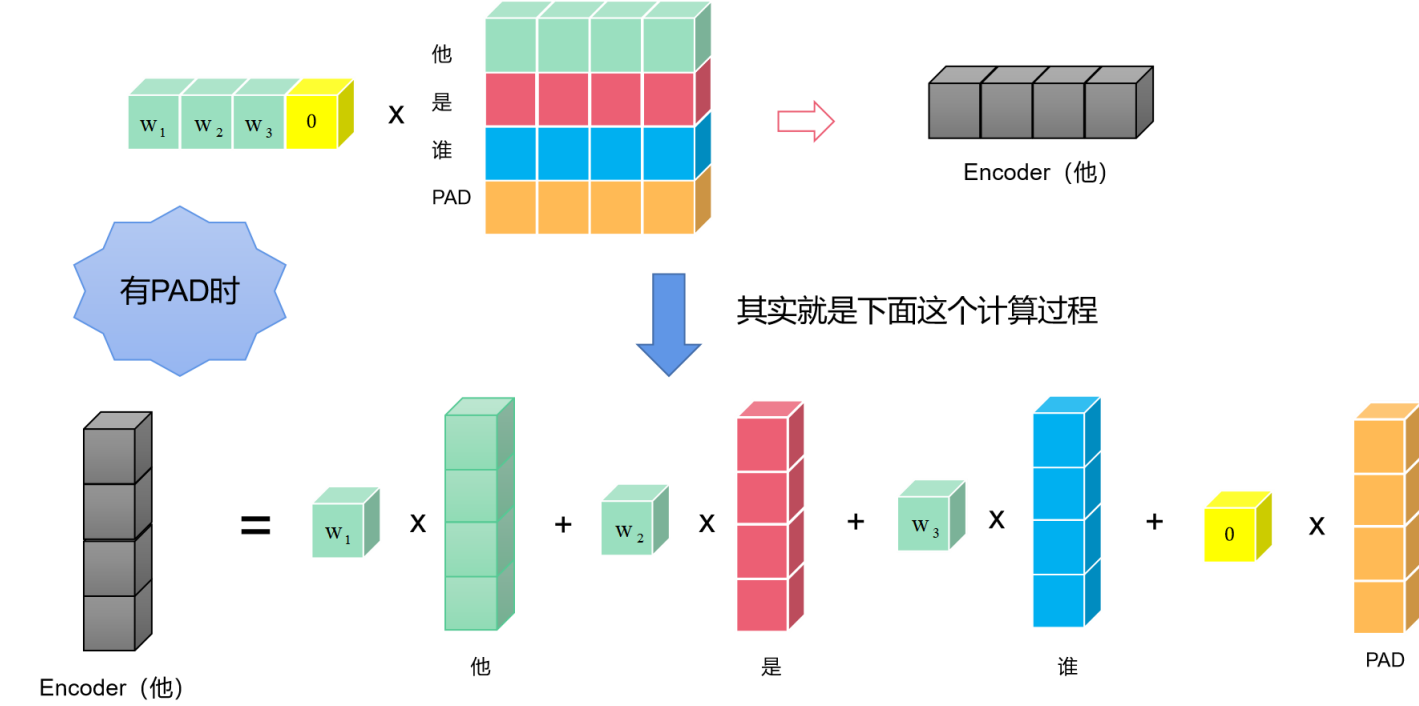 w1 w2 w3 0 x
他
是
谁
PAD
Encoder（他）
有PAD时
其实就是下面这个计算过程
= w1 x + w2 x + w3 x + 0 x
他 是 谁 PAD
Encoder（他）